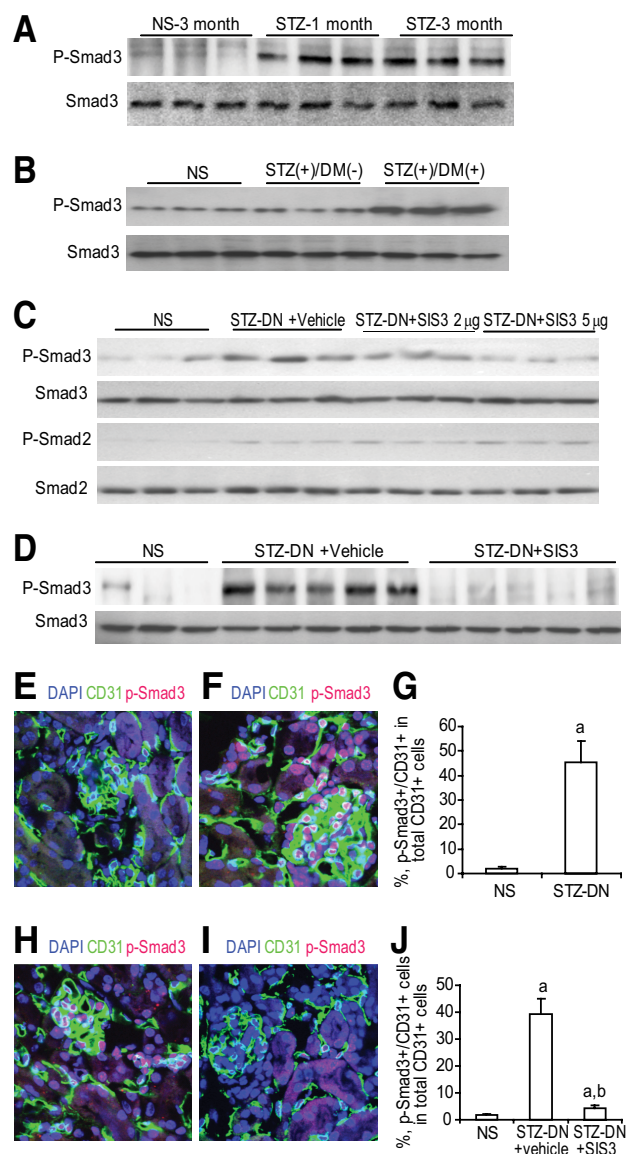 A
NS-3 month STZ-1 month STZ-3 month
P-Smad3
Smad3
B
NS STZ(+)/DM(-) STZ(+)/DM(+)
P-Smad3
Smad3
C
NS STZ-DN +Vehicle STZ-DN+SIS3 2 μg STZ-DN+SIS3 5 μg
P-Smad3
Smad3
P-Smad2
Smad2
D
NS STZ-DN +Vehicle STZ-DN+SIS3
P-Smad3
Smad3
E DAPI CD31 p-Smad3
F DAPI CD31 p-Smad3
G
%, p-Smad3+/CD31+ in
total CD31+ cells
60
50
40
30
20
10
0
a
NS STZ-DN
H DAPI CD31 p-Smad3
I DAPI CD31 p-Smad3
J
%, p-Smad3+/CD31+ cells
in total CD31+ cells
50
40
30
20
10
0
a
a,b
NS STZ-DN STZ-DN
+vehicle +SIS3